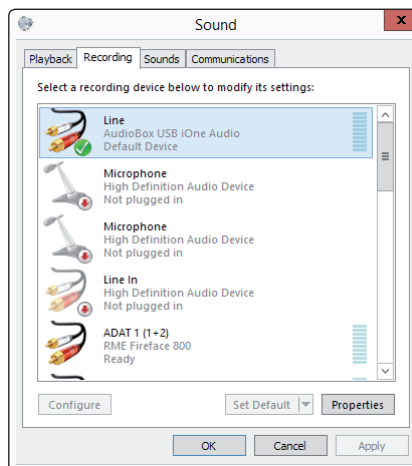 Sound
x
Playback Recording Sounds Communications
Select a recording device below to modify its settings:
Line
AudioBox USB iOne Audio
Default Device
Microphone
High Definition Audio Device
Not plugged in
Microphone
High Definition Audio Device
Not plugged in
Line In
High Definition Audio Device
Not plugged in
ADAT 1 (1+2)
RME Fireface 800
Ready
Configure Set Default Properties
OK Cancel Apply